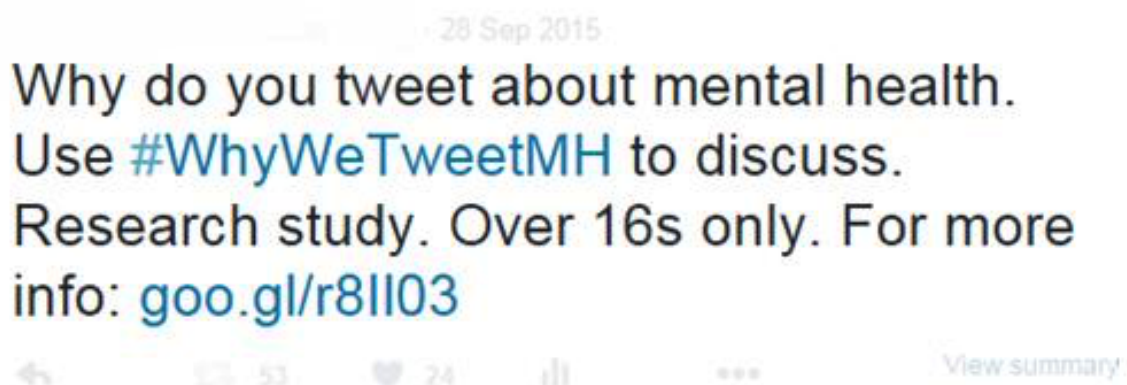 · 28 Sep 2015
Why do you tweet about mental health.
Use #WhyWeTweetMH to discuss.
Research study. Over 16s only. For more
info: goo.gl/r8II03
53 24 View summary